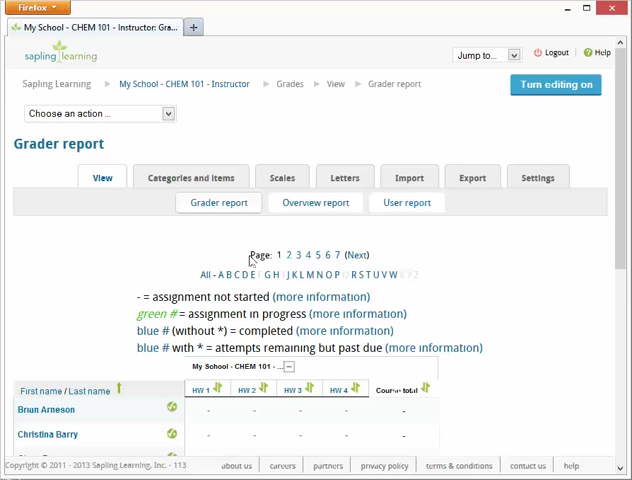 Firefox
My School - CHEM 101 - Instructor: Gra...
sapling learning
Jump to...
Logout
Help
Sapling Learning
My School - CHEM 101 - Instructor
Grades
View
Grader report
Turn editing on
Choose an action ...
Grader report
View
Categories and items
Scales
Letters
Import
Export
Settings
Grader report
Overview report
User report
Page: 1 2 3 4 5 6 7 (Next)
All - A B C D E F G H I J K L M N O P Q R S T U V W X Y Z
- = assignment not started (more information)
green # = assignment in progress (more information)
blue # (without *) = completed (more information)
blue # with * = attempts remaining but past due (more information)
My School - CHEM 101 - ...
First name / Last name
HW 1
HW 2
HW 3
HW 4
Course total
Brian Arneson
- - - - -
Christina Barry
- - - - -
Copyright © 2011 - 2013 Sapling Learning, Inc. - 113
about us
careers
partners
privacy policy
terms & conditions
contact us
help